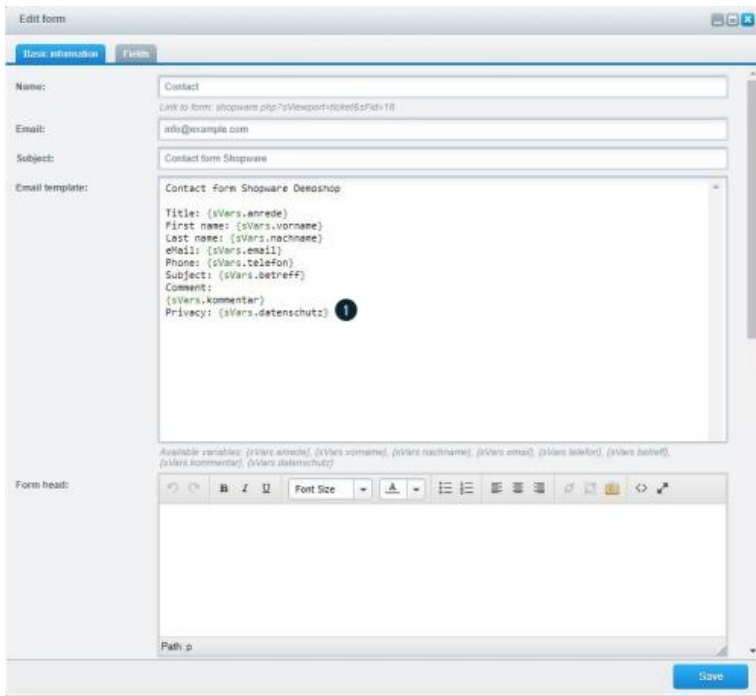 Edit form
Basic information Fields
Name:
Contact
Link to form: shopware.php?sViewport=ticket&sFid=18
Email:
info@example.com
Subject:
Contact form Shopware
Email template:
Contact form Shopware Demoshop
Title: {sVars.anrede}
First name: {sVars.vorname}
Last name: {sVars.nachname}
eMail: {sVars.email}
Phone: {sVars.telefon}
Subject: {sVars.betreff}
Comment:
{sVars.kommentar}
Privacy: {sVars.datenschutz} 1
Available variables: {sVars.anrede}, {sVars.vorname}, {sVars.nachname}, {sVars.email}, {sVars.telefon}, {sVars.betreff},
{sVars.kommentar}, {sVars.datenschutz}
Form head:
B I U Font Size A
Path: p
Save